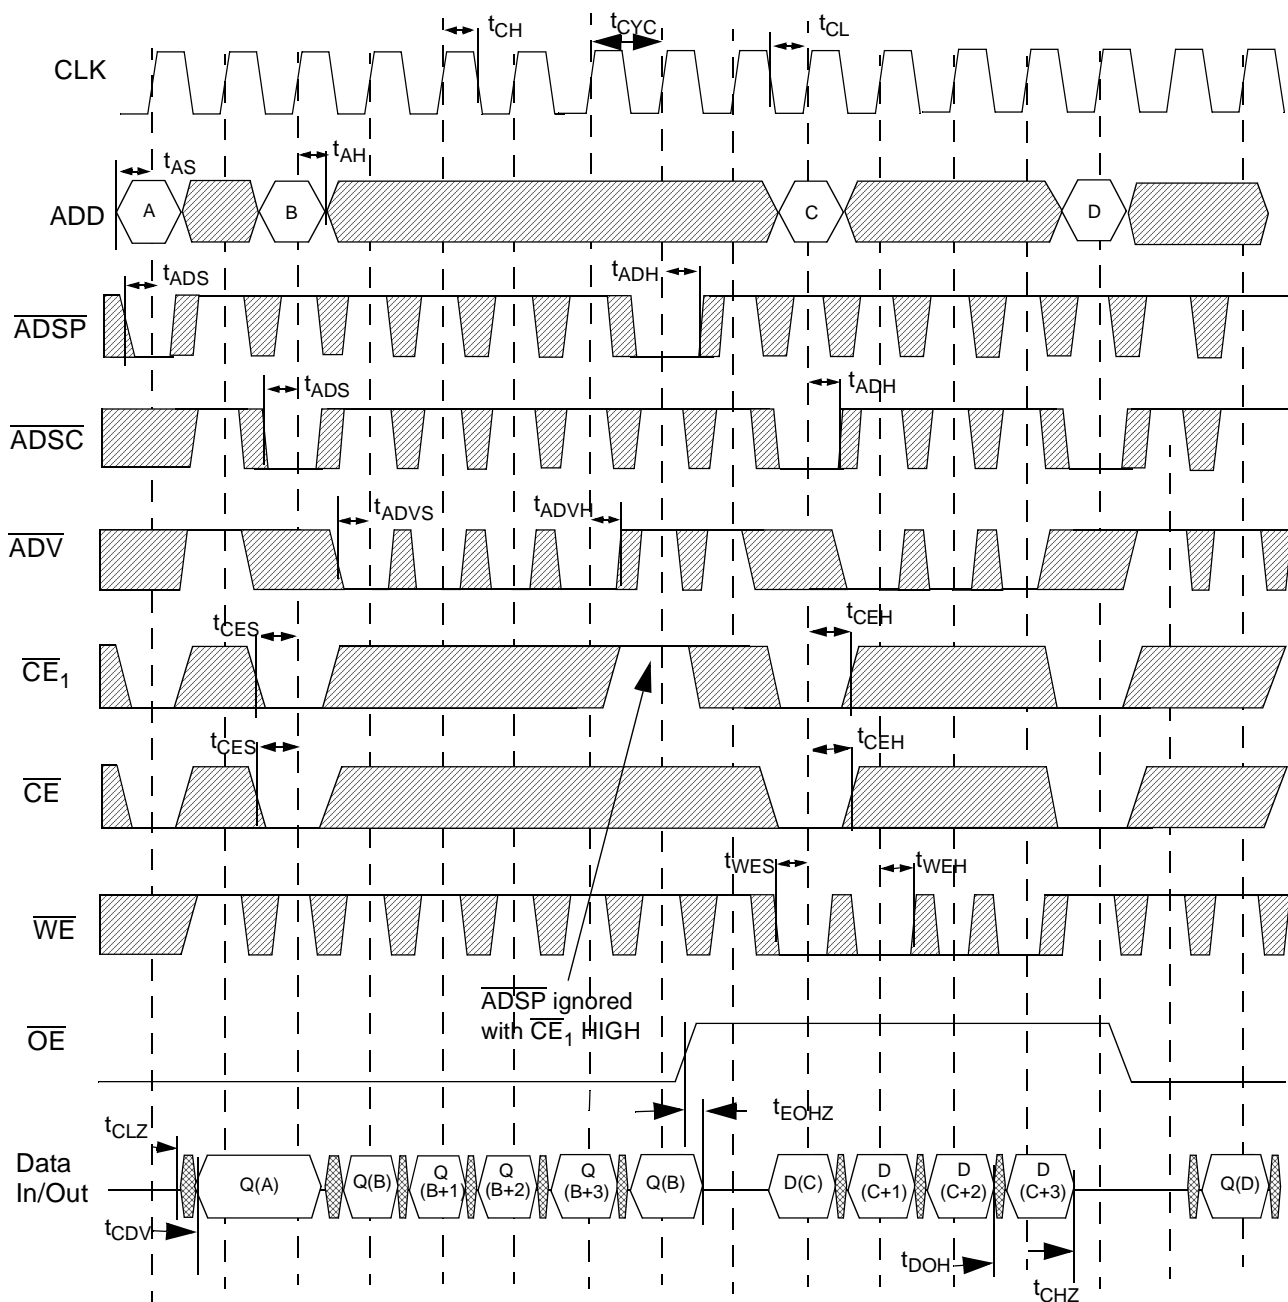 tCH
tCYC
tCL
CLK
tAS
tAH
ADD
A
B
C
D
tADS
tADH
ADSP
tADS
tADH
ADSC
tADVS
tADVH
ADV
tCES
tCEH
CE1
tCES
tCEH
CE
tWES
tWEH
WE
ADSP ignored
with CE1 HIGH
OE
tEOHZ
tCLZ
Data
In/Out
Q(A)
Q(B)
Q
(B+1)
Q
(B+2)
Q
(B+3)
Q(B)
D(C)
D
(C+1)
D
(C+2)
D
(C+3)
Q(D)
tCDV
tDOH
tCHZ